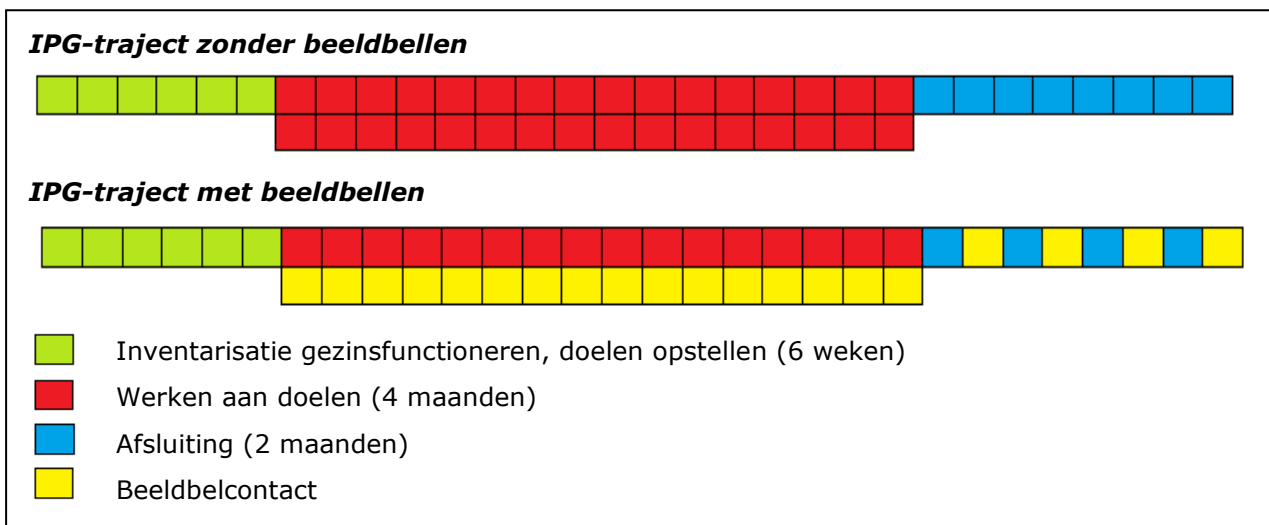 IPG-traject zonder beeldbellen
IPG-traject met beeldbellen
Inventarisatie gezinsfunctioneren, doelen opstellen (6 weken)
Werken aan doelen (4 maanden)
Afsluiting (2 maanden)
Beeldbelcontact